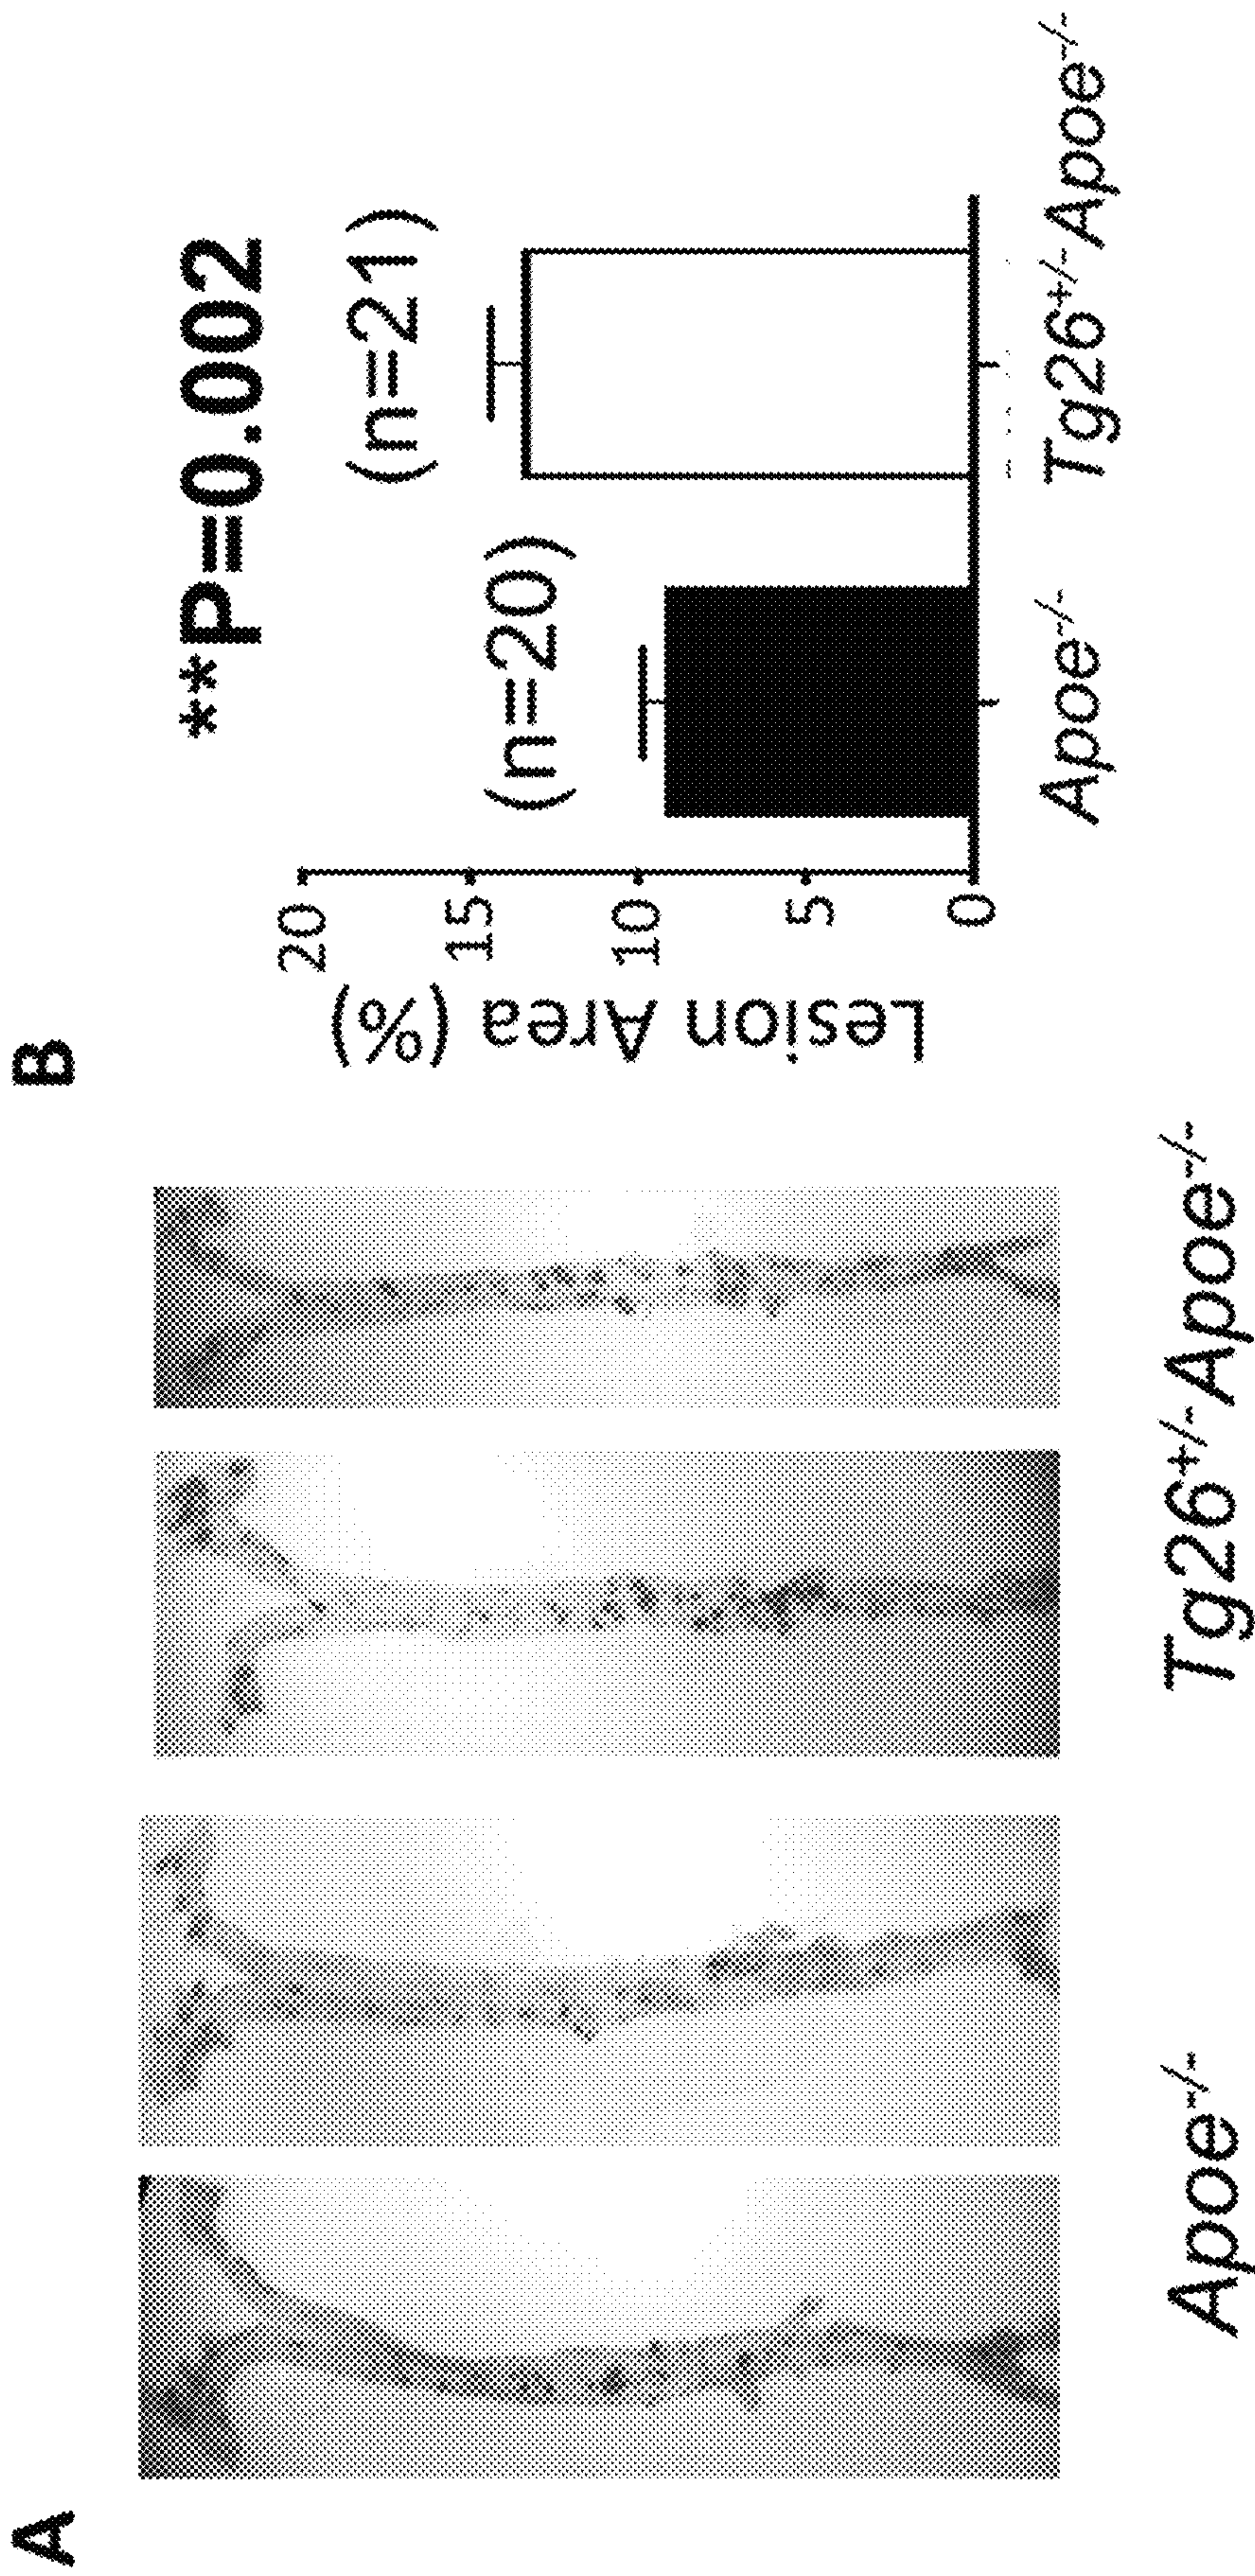 A
Apoe-/-
Tg26+/-Apoe-/-
B
**P=0.002
(n=20)
(n=21)
Lesion Area (%)
20
15
10
5
0
Apoe-/-
Tg26+/-Apoe-/-